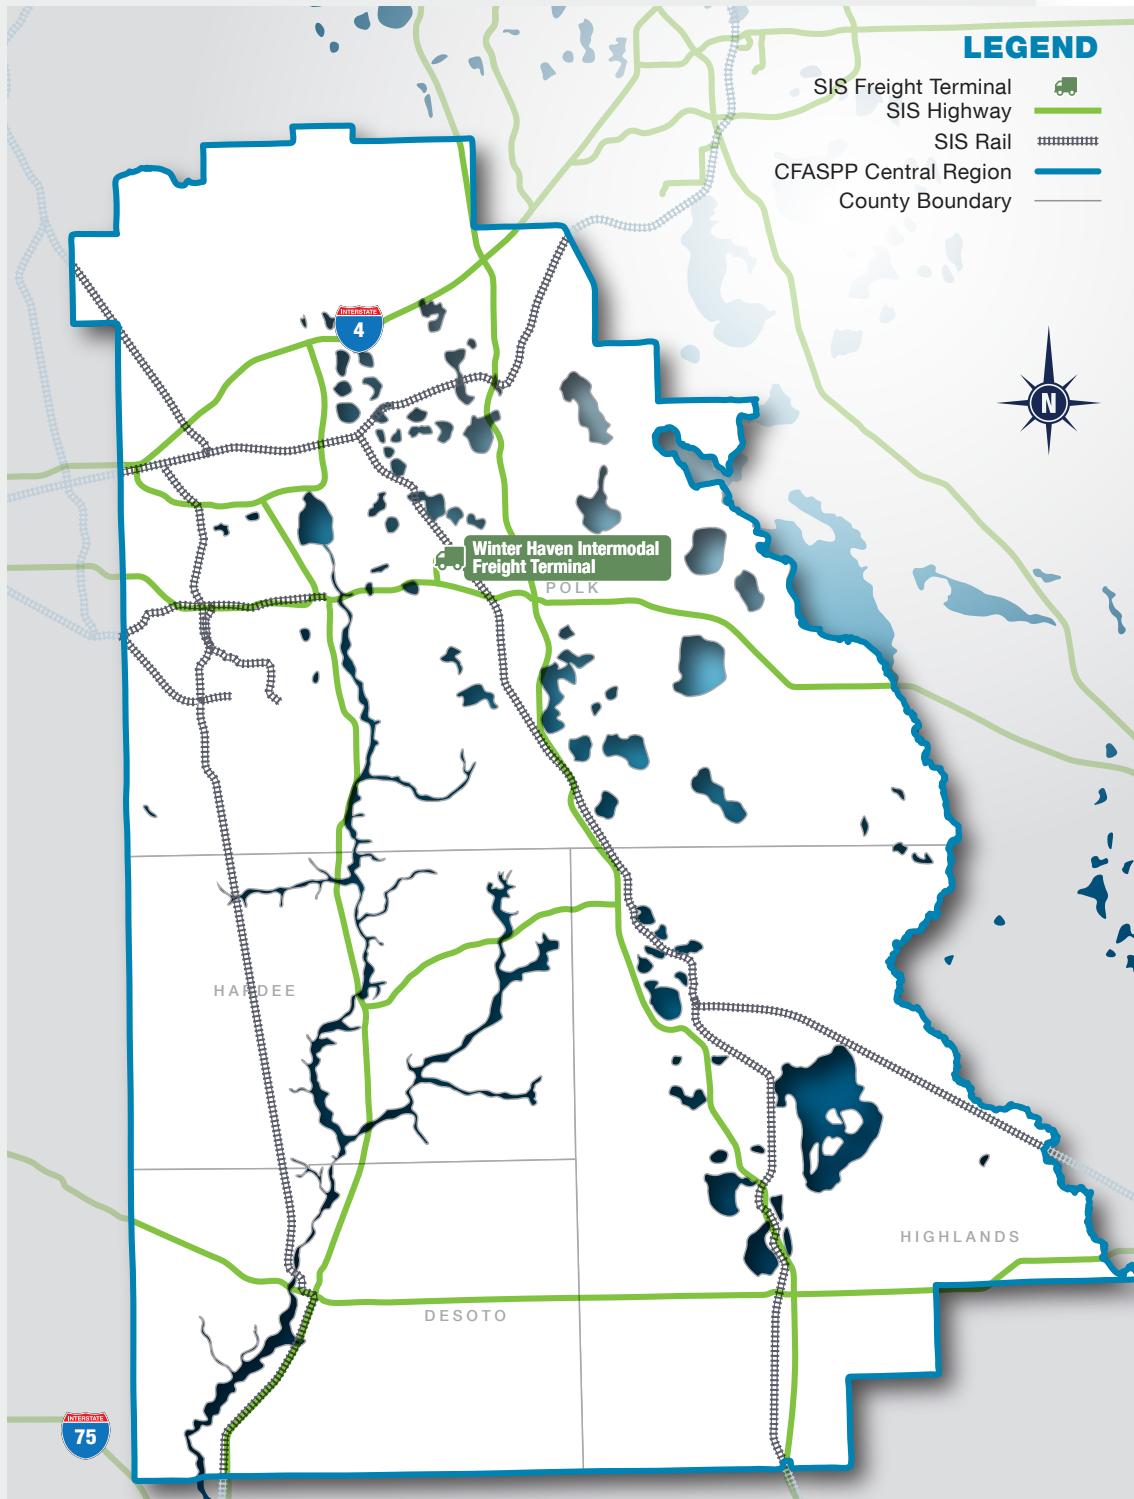 LEGEND
SIS Freight Terminal
SIS Highway
SIS Rail
CFASPP Central Region
County Boundary
INTERSTATE
4
N
Winter Haven Intermodal
Freight Terminal
POLK
HARDEE
HIGHLANDS
DESOTO
INTERSTATE
75